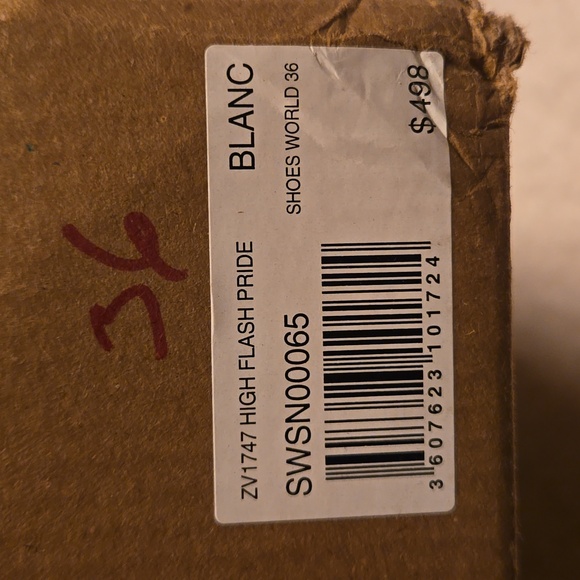 36
ZV1747 HIGH FLASH PRIDE BLANC
SWSN00065 SHOES WORLD 36
3 607623 101724
$498